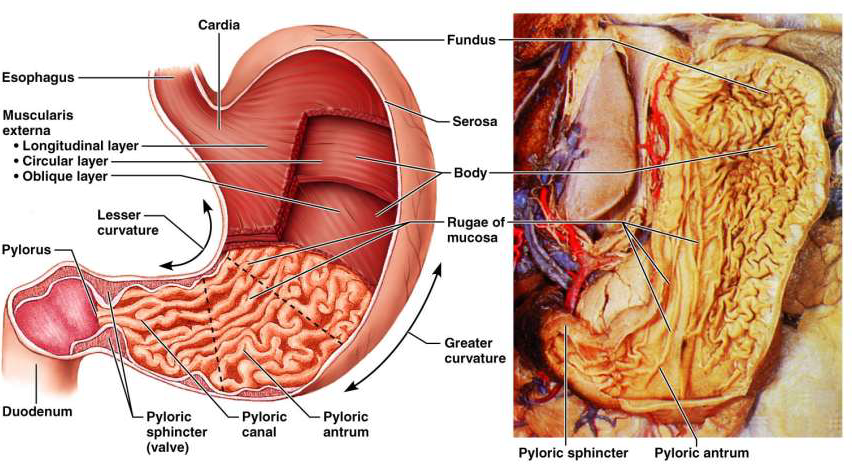 Cardia
Fundus
Esophagus
Muscularis
externa
• Longitudinal layer
• Circular layer
• Oblique layer
Serosa
Body
Lesser
curvature
Rugae of
mucosa
Pylorus
Greater
curvature
Duodenum
Pyloric
sphincter
(valve)
Pyloric
canal
Pyloric
antrum
Pyloric sphincter
Pyloric antrum